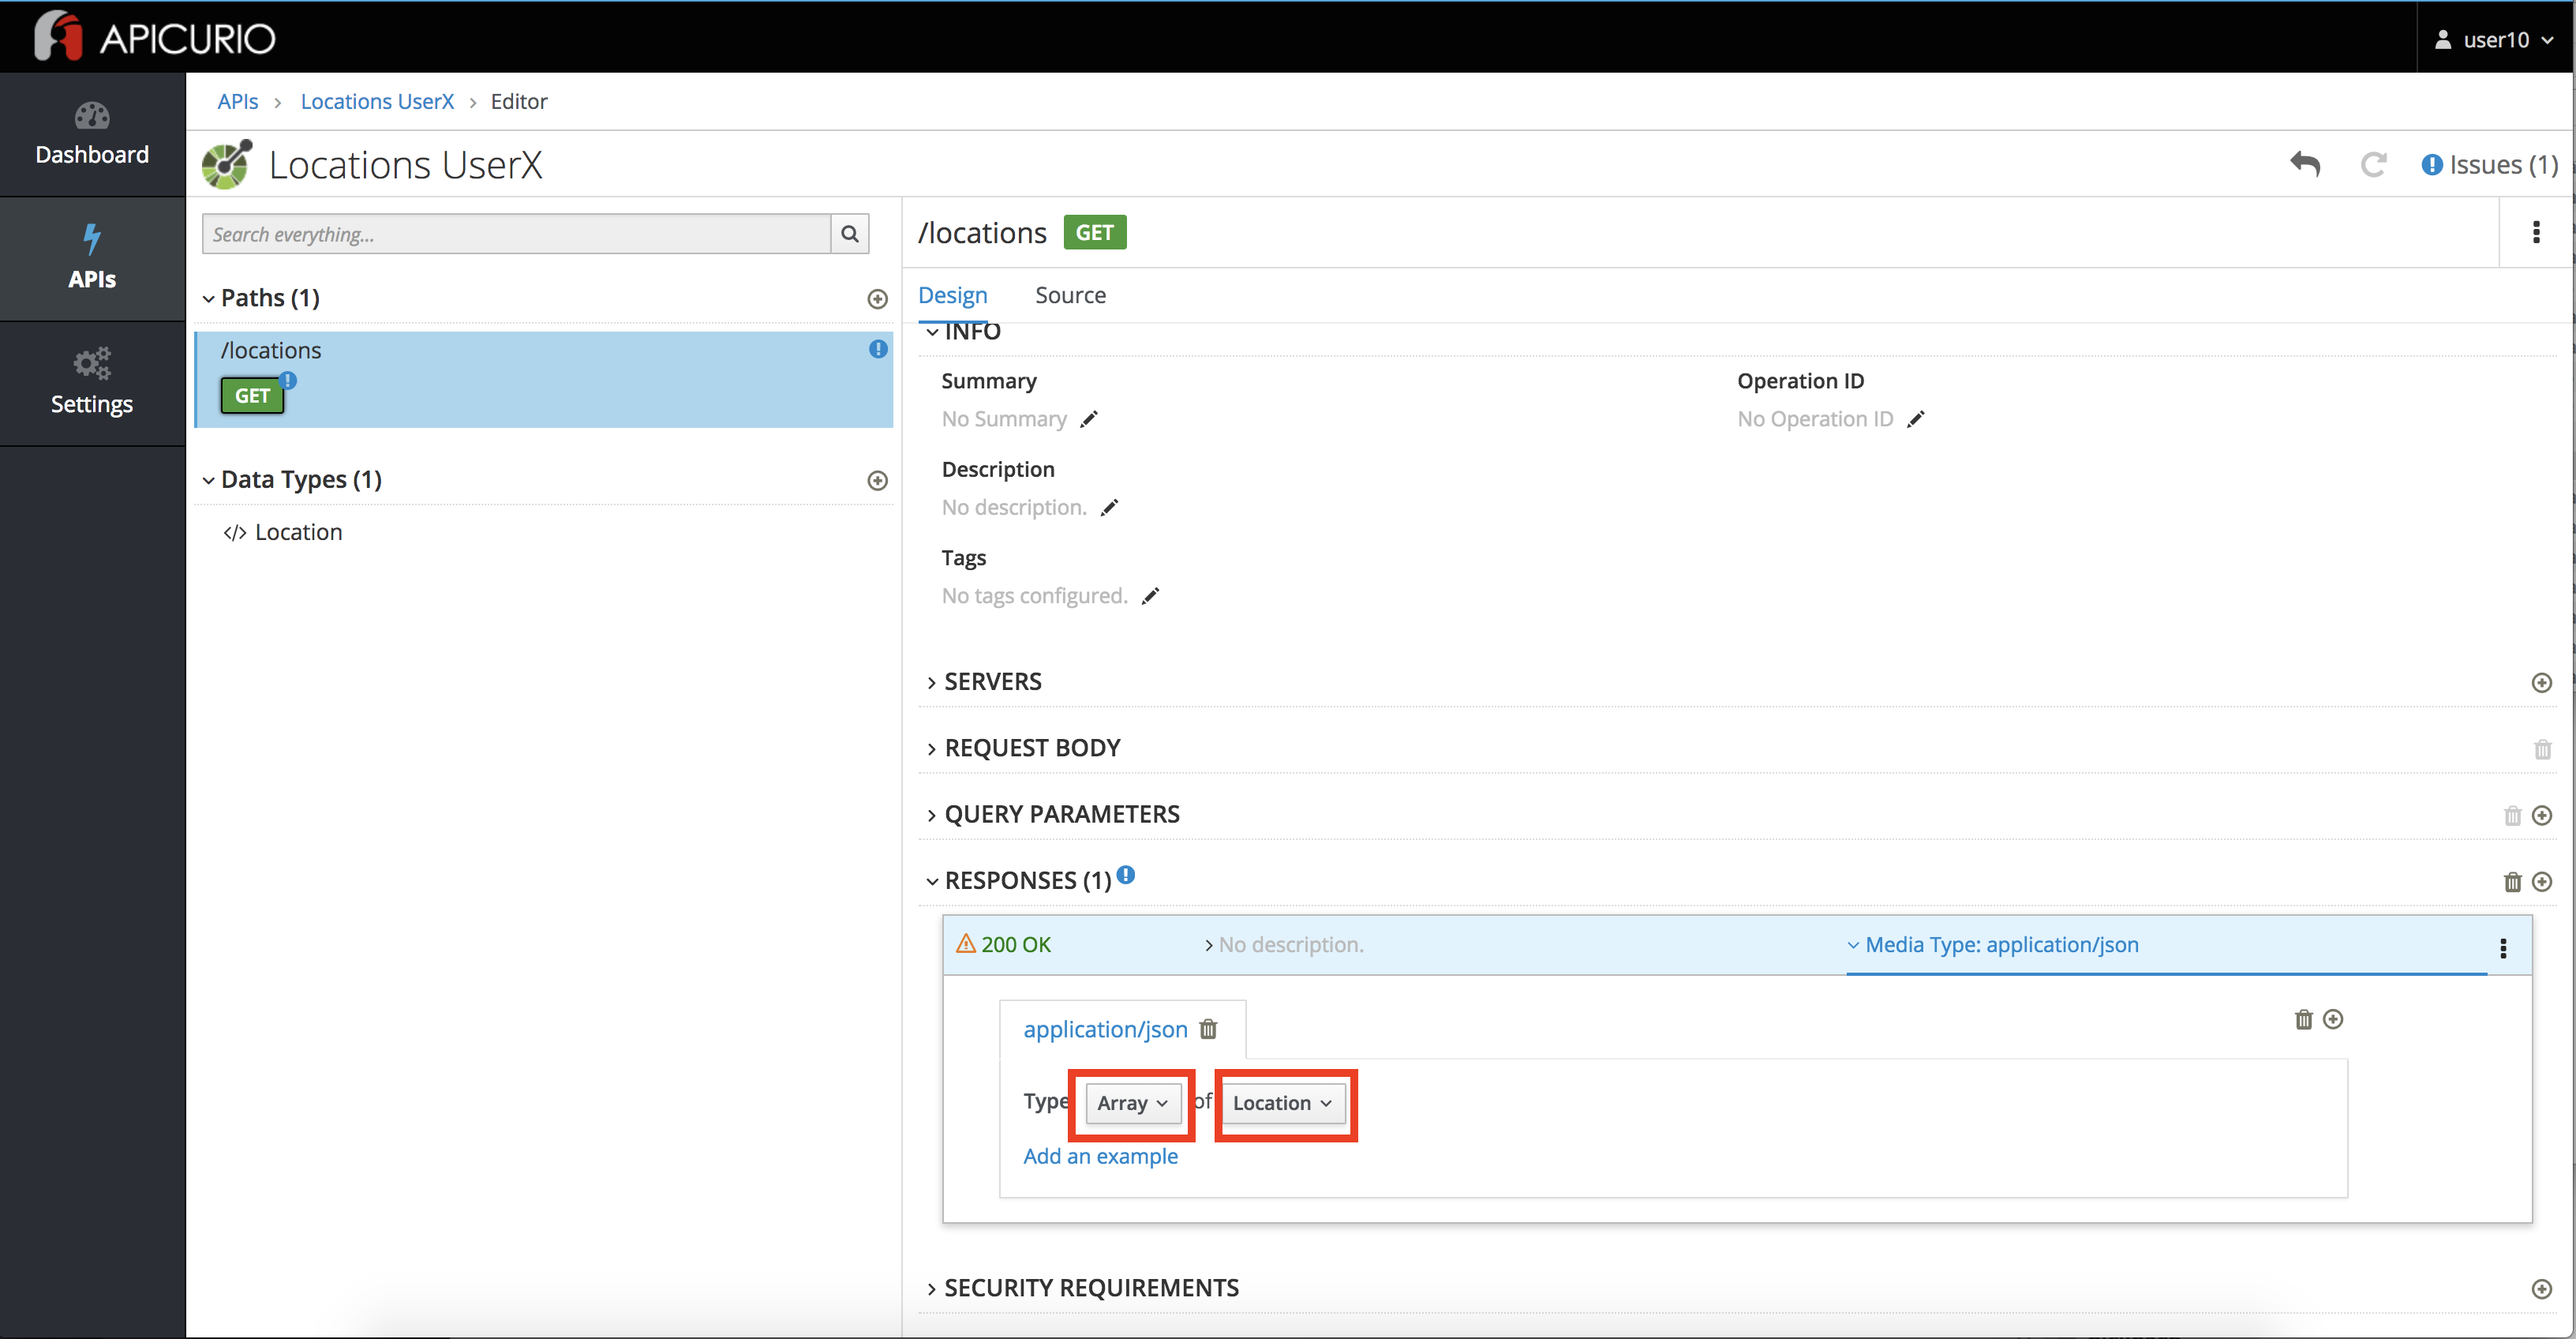 APICURIO
user10
Dashboard
APIs
Settings
APIs > Locations UserX > Editor
Locations UserX
Issues (1)
Search everything...
Paths (1)
/locations
GET
Data Types (1)
</> Location
/locations GET
Design Source
INFO
Summary
No Summary
Operation ID
No Operation ID
Description
No description.
Tags
No tags configured.
SERVERS
REQUEST BODY
QUERY PARAMETERS
RESPONSES (1)
200 OK
No description.
Media Type: application/json
application/json
Type Array of Location
Add an example
SECURITY REQUIREMENTS